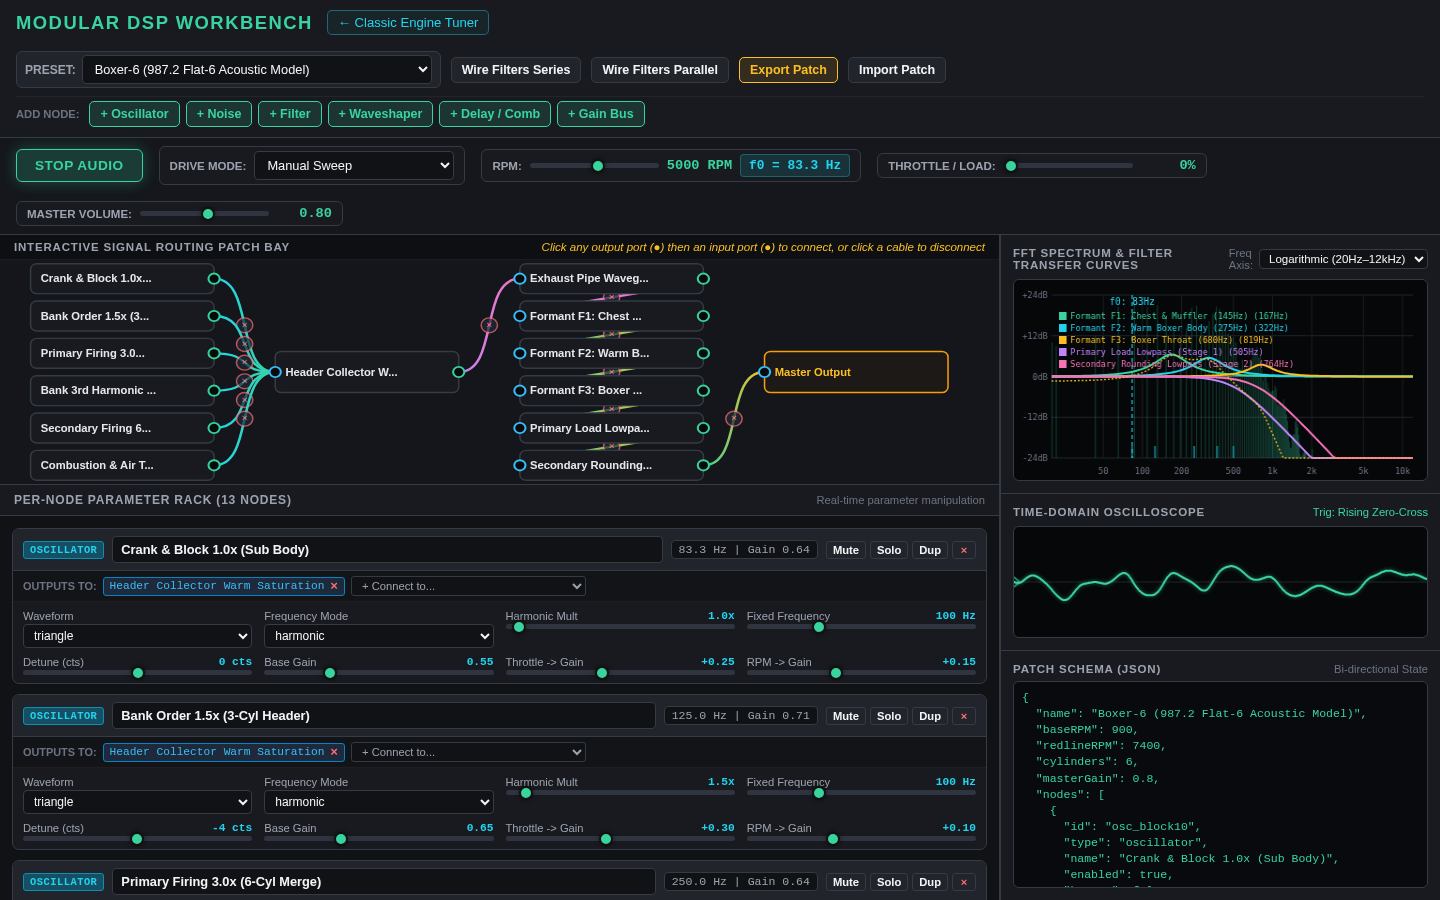 MODULAR DSP WORKBENCH
← Classic Engine Tuner
PRESET: Boxer-6 (987.2 Flat-6 Acoustic Model) Wire Filters Series Wire Filters Parallel Export Patch Import Patch
ADD NODE: + Oscillator + Noise + Filter + Waveshaper + Delay / Comb + Gain Bus
STOP AUDIO DRIVE MODE: Manual Sweep RPM: 5000 RPM f0 = 83.3 Hz THROTTLE / LOAD: 0%
MASTER VOLUME: 0.80
INTERACTIVE SIGNAL ROUTING PATCH BAY
Click any output port (●) then an input port (●) to connect, or click a cable to disconnect
Crank & Block 1.0x...
Bank Order 1.5x (3...
Primary Firing 3.0...
Bank 3rd Harmonic ...
Secondary Firing 6...
Combustion & Air T...
Header Collector W...
Exhaust Pipe Waveg...
Formant F1: Chest ...
Formant F2: Warm B...
Formant F3: Boxer ...
Primary Load Lowpa...
Secondary Rounding...
Master Output
PER-NODE PARAMETER RACK (13 NODES)
Real-time parameter manipulation
OSCILLATOR Crank & Block 1.0x (Sub Body) 83.3 Hz | Gain 0.64 Mute Solo Dup ×
OUTPUTS TO: Header Collector Warm Saturation × + Connect to...
Waveform Frequency Mode Harmonic Mult 1.0x Fixed Frequency 100 Hz
triangle harmonic
Detune (cts) 0 cts Base Gain 0.55 Throttle -> Gain +0.25 RPM -> Gain +0.15
OSCILLATOR Bank Order 1.5x (3-Cyl Header) 125.0 Hz | Gain 0.71 Mute Solo Dup ×
OUTPUTS TO: Header Collector Warm Saturation × + Connect to...
Waveform Frequency Mode Harmonic Mult 1.5x Fixed Frequency 100 Hz
triangle harmonic
Detune (cts) -4 cts Base Gain 0.65 Throttle -> Gain +0.30 RPM -> Gain +0.10
OSCILLATOR Primary Firing 3.0x (6-Cyl Merge) 250.0 Hz | Gain 0.64 Mute Solo Dup ×
FFT SPECTRUM & FILTER
TRANSFER CURVES
Freq
Axis:
Logarithmic (20Hz–12kHz)
f0: 83Hz
+24dB
+12dB
0dB
-12dB
-24dB
Formant F1: Chest & Muffler (145Hz) (167Hz)
Formant F2: Warm Boxer Body (275Hz) (322Hz)
Formant F3: Boxer Throat (680Hz) (819Hz)
Primary Load Lowpass (Stage 1) (505Hz)
Secondary Rounding Lowpass (Stage 2) (764Hz)
50 100 200 500 1k 2k 5k 10k
TIME-DOMAIN OSCILLOSCOPE
Trig: Rising Zero-Cross
PATCH SCHEMA (JSON)
Bi-directional State
{
"name": "Boxer-6 (987.2 Flat-6 Acoustic Model)",
"baseRPM": 900,
"redlineRPM": 7400,
"cylinders": 6,
"masterGain": 0.8,
"nodes": [
{
"id": "osc_block10",
"type": "oscillator",
"name": "Crank & Block 1.0x (Sub Body)",
"enabled": true,